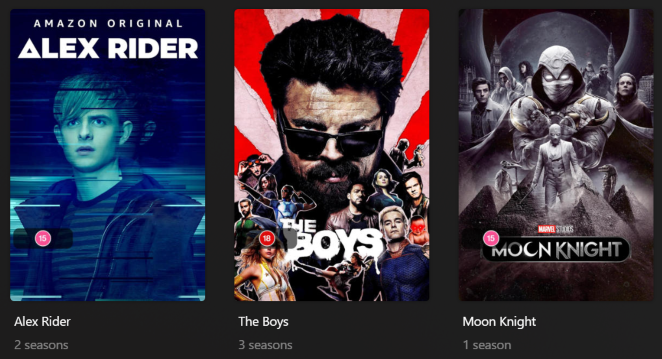 AMAZON ORIGINAL
ALEX RIDER
15
Alex Rider
2 seasons
THE
BOYS
18
The Boys
3 seasons
MARVEL STUDIOS
MOON KNIGHT
15
Moon Knight
1 season